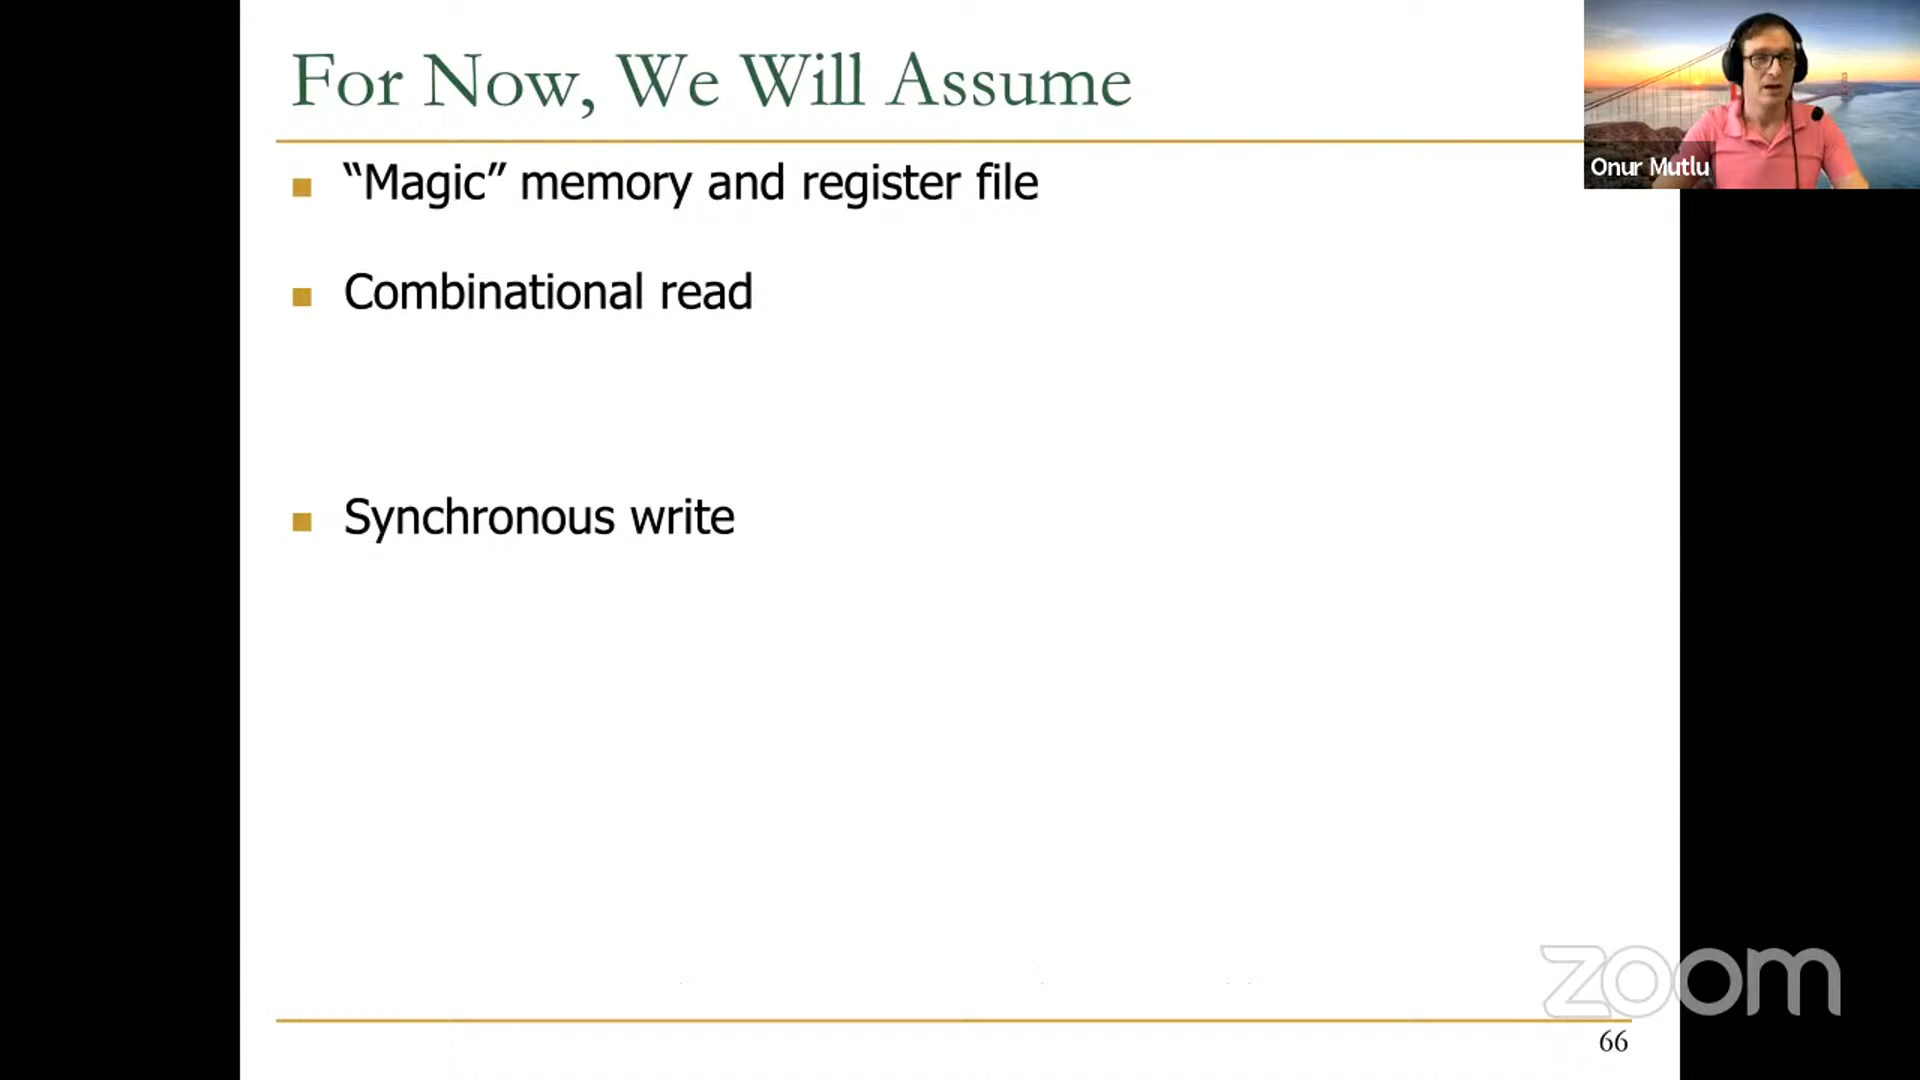 For Now, We Will Assume
“Magic” memory and register file
Combinational read
Synchronous write
Onur Mutlu
zoom
66